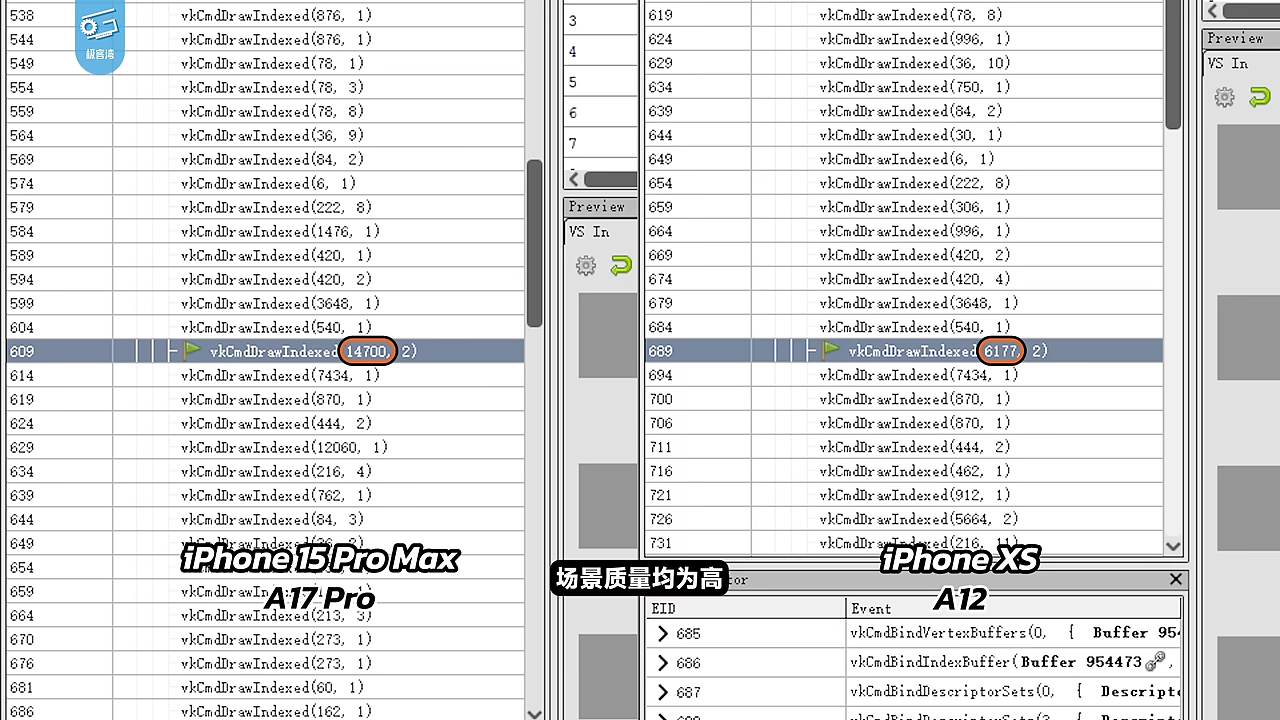 极客湾
538 vkCmdDrawIndexed(876, 1)
544 vkCmdDrawIndexed(876, 1)
549 vkCmdDrawIndexed(78, 1)
554 vkCmdDrawIndexed(78, 3)
559 vkCmdDrawIndexed(78, 8)
564 vkCmdDrawIndexed(36, 9)
569 vkCmdDrawIndexed(84, 2)
574 vkCmdDrawIndexed(6, 1)
579 vkCmdDrawIndexed(222, 8)
584 vkCmdDrawIndexed(1476, 1)
589 vkCmdDrawIndexed(420, 1)
594 vkCmdDrawIndexed(420, 2)
599 vkCmdDrawIndexed(3648, 1)
604 vkCmdDrawIndexed(540, 1)
609 vkCmdDrawIndexed 14700, 2)
614 vkCmdDrawIndexed(7434, 1)
619 vkCmdDrawIndexed(870, 1)
624 vkCmdDrawIndexed(444, 2)
629 vkCmdDrawIndexed(12060, 1)
634 vkCmdDrawIndexed(216, 4)
639 vkCmdDrawIndexed(762, 1)
644 vkCmdDrawIndexed(84, 3)
649
654
659
664 213, 3)
670 vkCmdDrawIndexed(273, 1)
676 vkCmdDrawIndexed(273, 1)
681 vkCmdDrawIndexed(60, 1)
686 vkCmdDrawIndexed(162, 1)
iPhone 15 Pro Max
A17 Pro
3
4
5
6
7
Preview
VS In
619 vkCmdDrawIndexed(78, 8)
624 vkCmdDrawIndexed(996, 1)
629 vkCmdDrawIndexed(36, 10)
634 vkCmdDrawIndexed(750, 1)
639 vkCmdDrawIndexed(84, 2)
644 vkCmdDrawIndexed(30, 1)
649 vkCmdDrawIndexed(6, 1)
654 vkCmdDrawIndexed(222, 8)
659 vkCmdDrawIndexed(306, 1)
664 vkCmdDrawIndexed(996, 1)
669 vkCmdDrawIndexed(420, 2)
674 vkCmdDrawIndexed(420, 4)
679 vkCmdDrawIndexed(3648, 1)
684 vkCmdDrawIndexed(540, 1)
689 vkCmdDrawIndexed 6177, 2)
694 vkCmdDrawIndexed(7434, 1)
700 vkCmdDrawIndexed(870, 1)
706 vkCmdDrawIndexed(870, 1)
711 vkCmdDrawIndexed(444, 2)
716 vkCmdDrawIndexed(462, 1)
721 vkCmdDrawIndexed(912, 1)
726 vkCmdDrawIndexed(5664, 2)
731 vkCmdDrawIndexed(216,
iPhone XS
A12
场景质量均为高
tor
EID Event
685 vkCmdBindVertexBuffers(0, { Buffer 954
686 vkCmdBindIndexBuffer(Buffer 954473 ,
687 vkCmdBindDescriptorSets(0, { Descripto
Preview
VS In